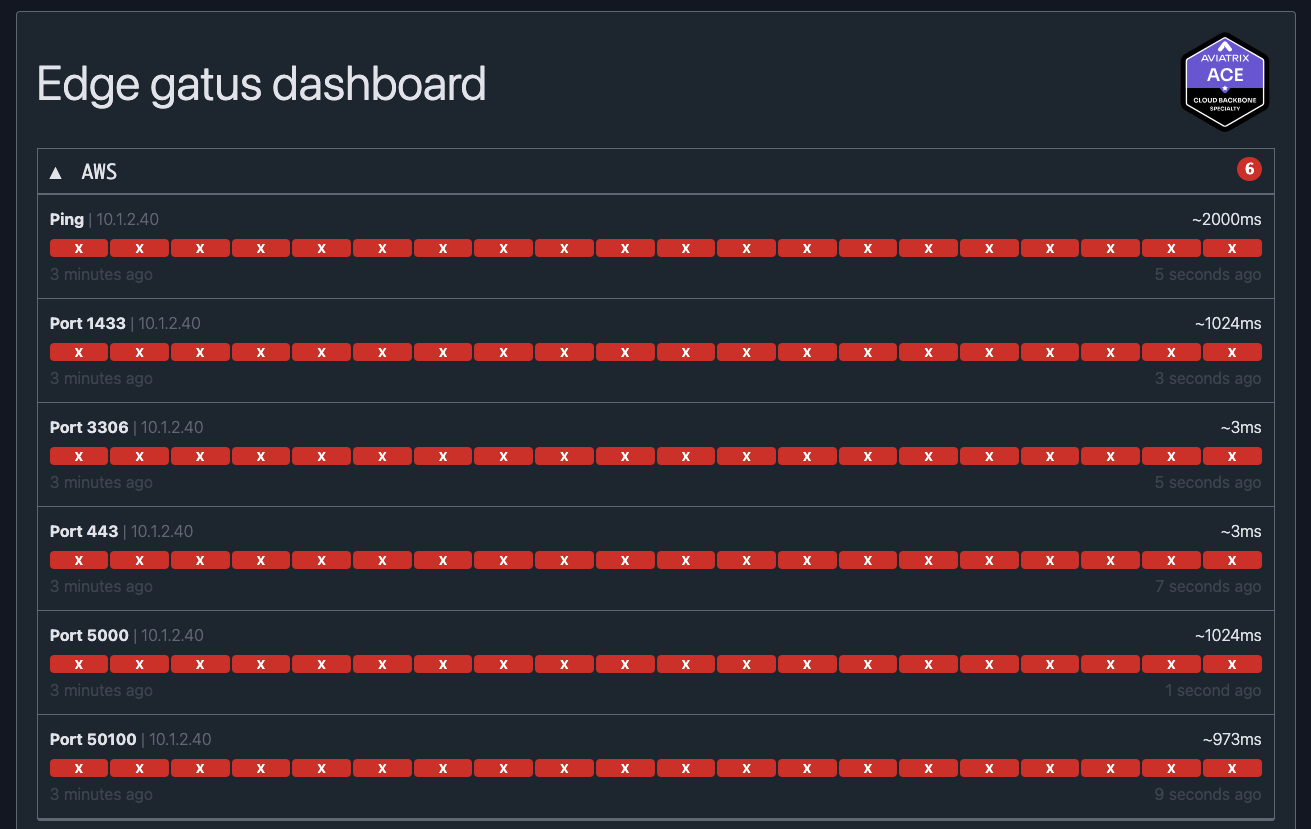 Edge gatus dashboard
AVIATRIX
ACE
CLOUD BACKBONE
SPECIALTY
▲ AWS 6
Ping | 10.1.2.40 ~2000ms
X X X X X X X X X X X X X X X X X X X X
3 minutes ago 5 seconds ago
Port 1433 | 10.1.2.40 ~1024ms
X X X X X X X X X X X X X X X X X X X X
3 minutes ago 3 seconds ago
Port 3306 | 10.1.2.40 ~3ms
X X X X X X X X X X X X X X X X X X X X
3 minutes ago 5 seconds ago
Port 443 | 10.1.2.40 ~3ms
X X X X X X X X X X X X X X X X X X X X
3 minutes ago 7 seconds ago
Port 5000 | 10.1.2.40 ~1024ms
X X X X X X X X X X X X X X X X X X X X
3 minutes ago 1 second ago
Port 50100 | 10.1.2.40 ~973ms
X X X X X X X X X X X X X X X X X X X X
3 minutes ago 9 seconds ago